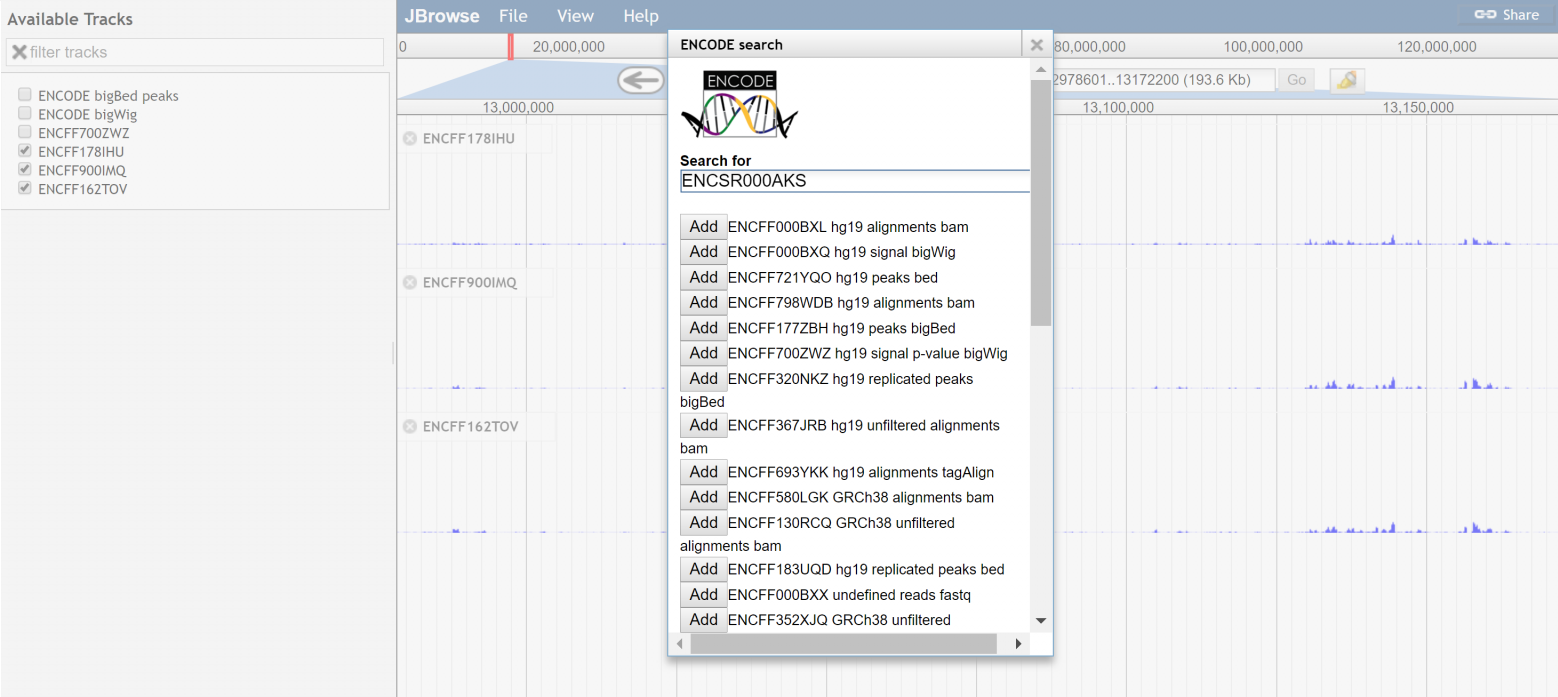 Available Tracks
filter tracks
ENCODE bigBed peaks
ENCODE bigWig
ENCFF700ZWZ
ENCFF178IHU
ENCFF900IMQ
ENCFF162TOV
JBrowse File View Help
Share
0 20,000,000 80,000,000 100,000,000 120,000,000
2978601..13172200 (193.6 Kb) Go
13,000,000 13,100,000 13,150,000
ENCFF178IHU
ENCFF900IMQ
ENCFF162TOV
ENCODE search
ENCODE
Search for
ENCSR000AKS
Add ENCFF000BXL hg19 alignments bam
Add ENCFF000BXQ hg19 signal bigWig
Add ENCFF721YQO hg19 peaks bed
Add ENCFF798WDB hg19 alignments bam
Add ENCFF177ZBH hg19 peaks bigBed
Add ENCFF700ZWZ hg19 signal p-value bigWig
Add ENCFF320NKZ hg19 replicated peaks
bigBed
Add ENCFF367JRB hg19 unfiltered alignments
bam
Add ENCFF693YKK hg19 alignments tagAlign
Add ENCFF580LGK GRCh38 alignments bam
Add ENCFF130RCQ GRCh38 unfiltered
alignments bam
Add ENCFF183UQD hg19 replicated peaks bed
Add ENCFF000BXX undefined reads fastq
Add ENCFF352XJQ GRCh38 unfiltered